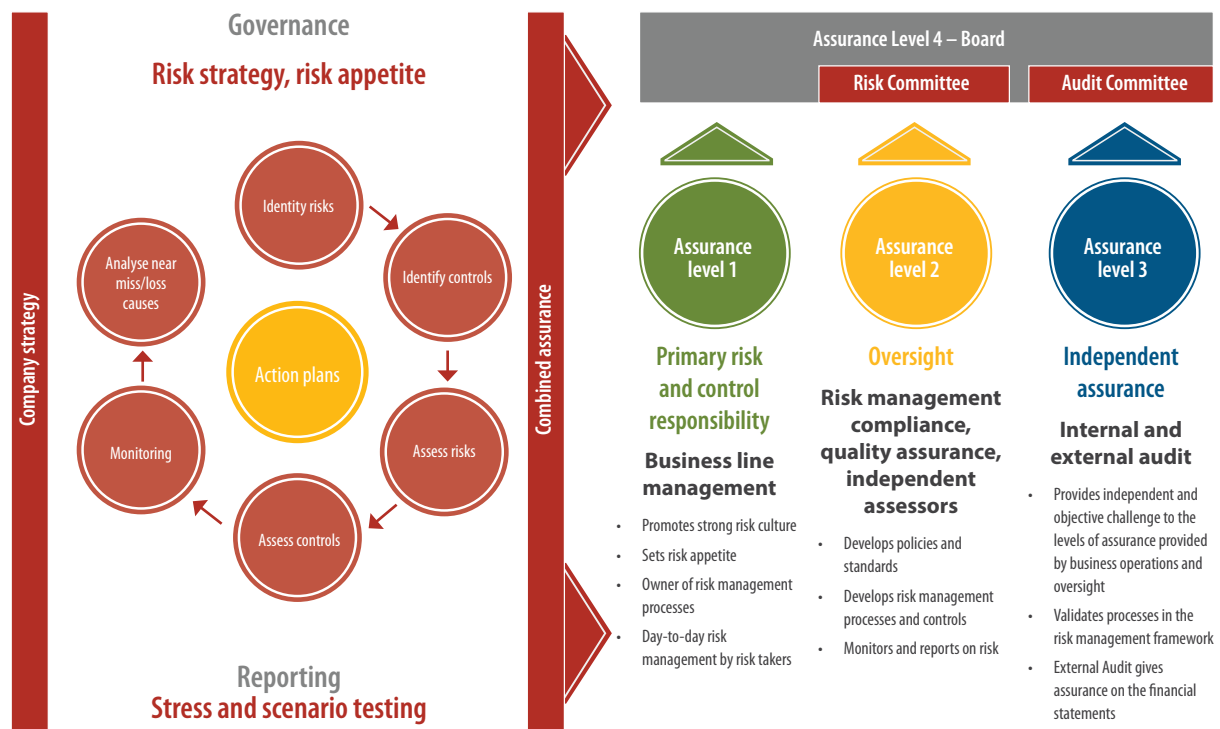 Governance
Risk strategy, risk appetite
Company strategy
Identity risks
Identify controls
Assess risks
Assess controls
Monitoring
Analyse near
miss/loss
causes
Action plans
Reporting
Stress and scenario testing
Combined assurance
Assurance Level 4 – Board
Risk Committee
Audit Committee
Assurance
level 1
Primary risk
and control
responsibility
Business line
management
• Promotes strong risk culture
• Sets risk appetite
• Owner of risk management
processes
• Day-to-day risk
management by risk takers
Assurance
level 2
Oversight
Risk management
compliance,
quality assurance,
independent
assessors
• Develops policies and
standards
• Develops risk management
processes and controls
• Monitors and reports on risk
Assurance
level 3
Independent
assurance
Internal and
external audit
• Provides independent and
objective challenge to the
levels of assurance provided
by business operations and
oversight
• Validates processes in the
risk management framework
• External Audit gives
assurance on the financial
statements